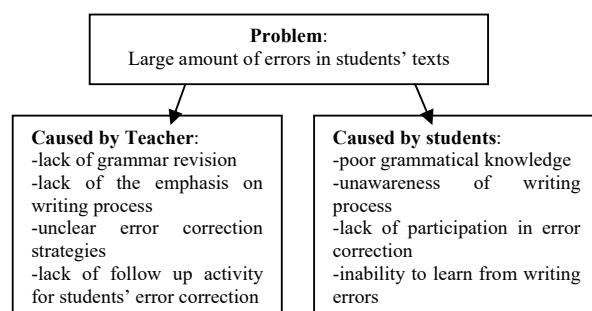 Problem:
Large amount of errors in students’ texts
Caused by Teacher:
-lack of grammar revision
-lack of the emphasis on
writing process
-unclear error correction
strategies
-lack of follow up activity
for students’ error correction
Caused by students:
-poor grammatical knowledge
-unawareness of writing
process
-lack of participation in error
correction
-inability to learn from writing
errors